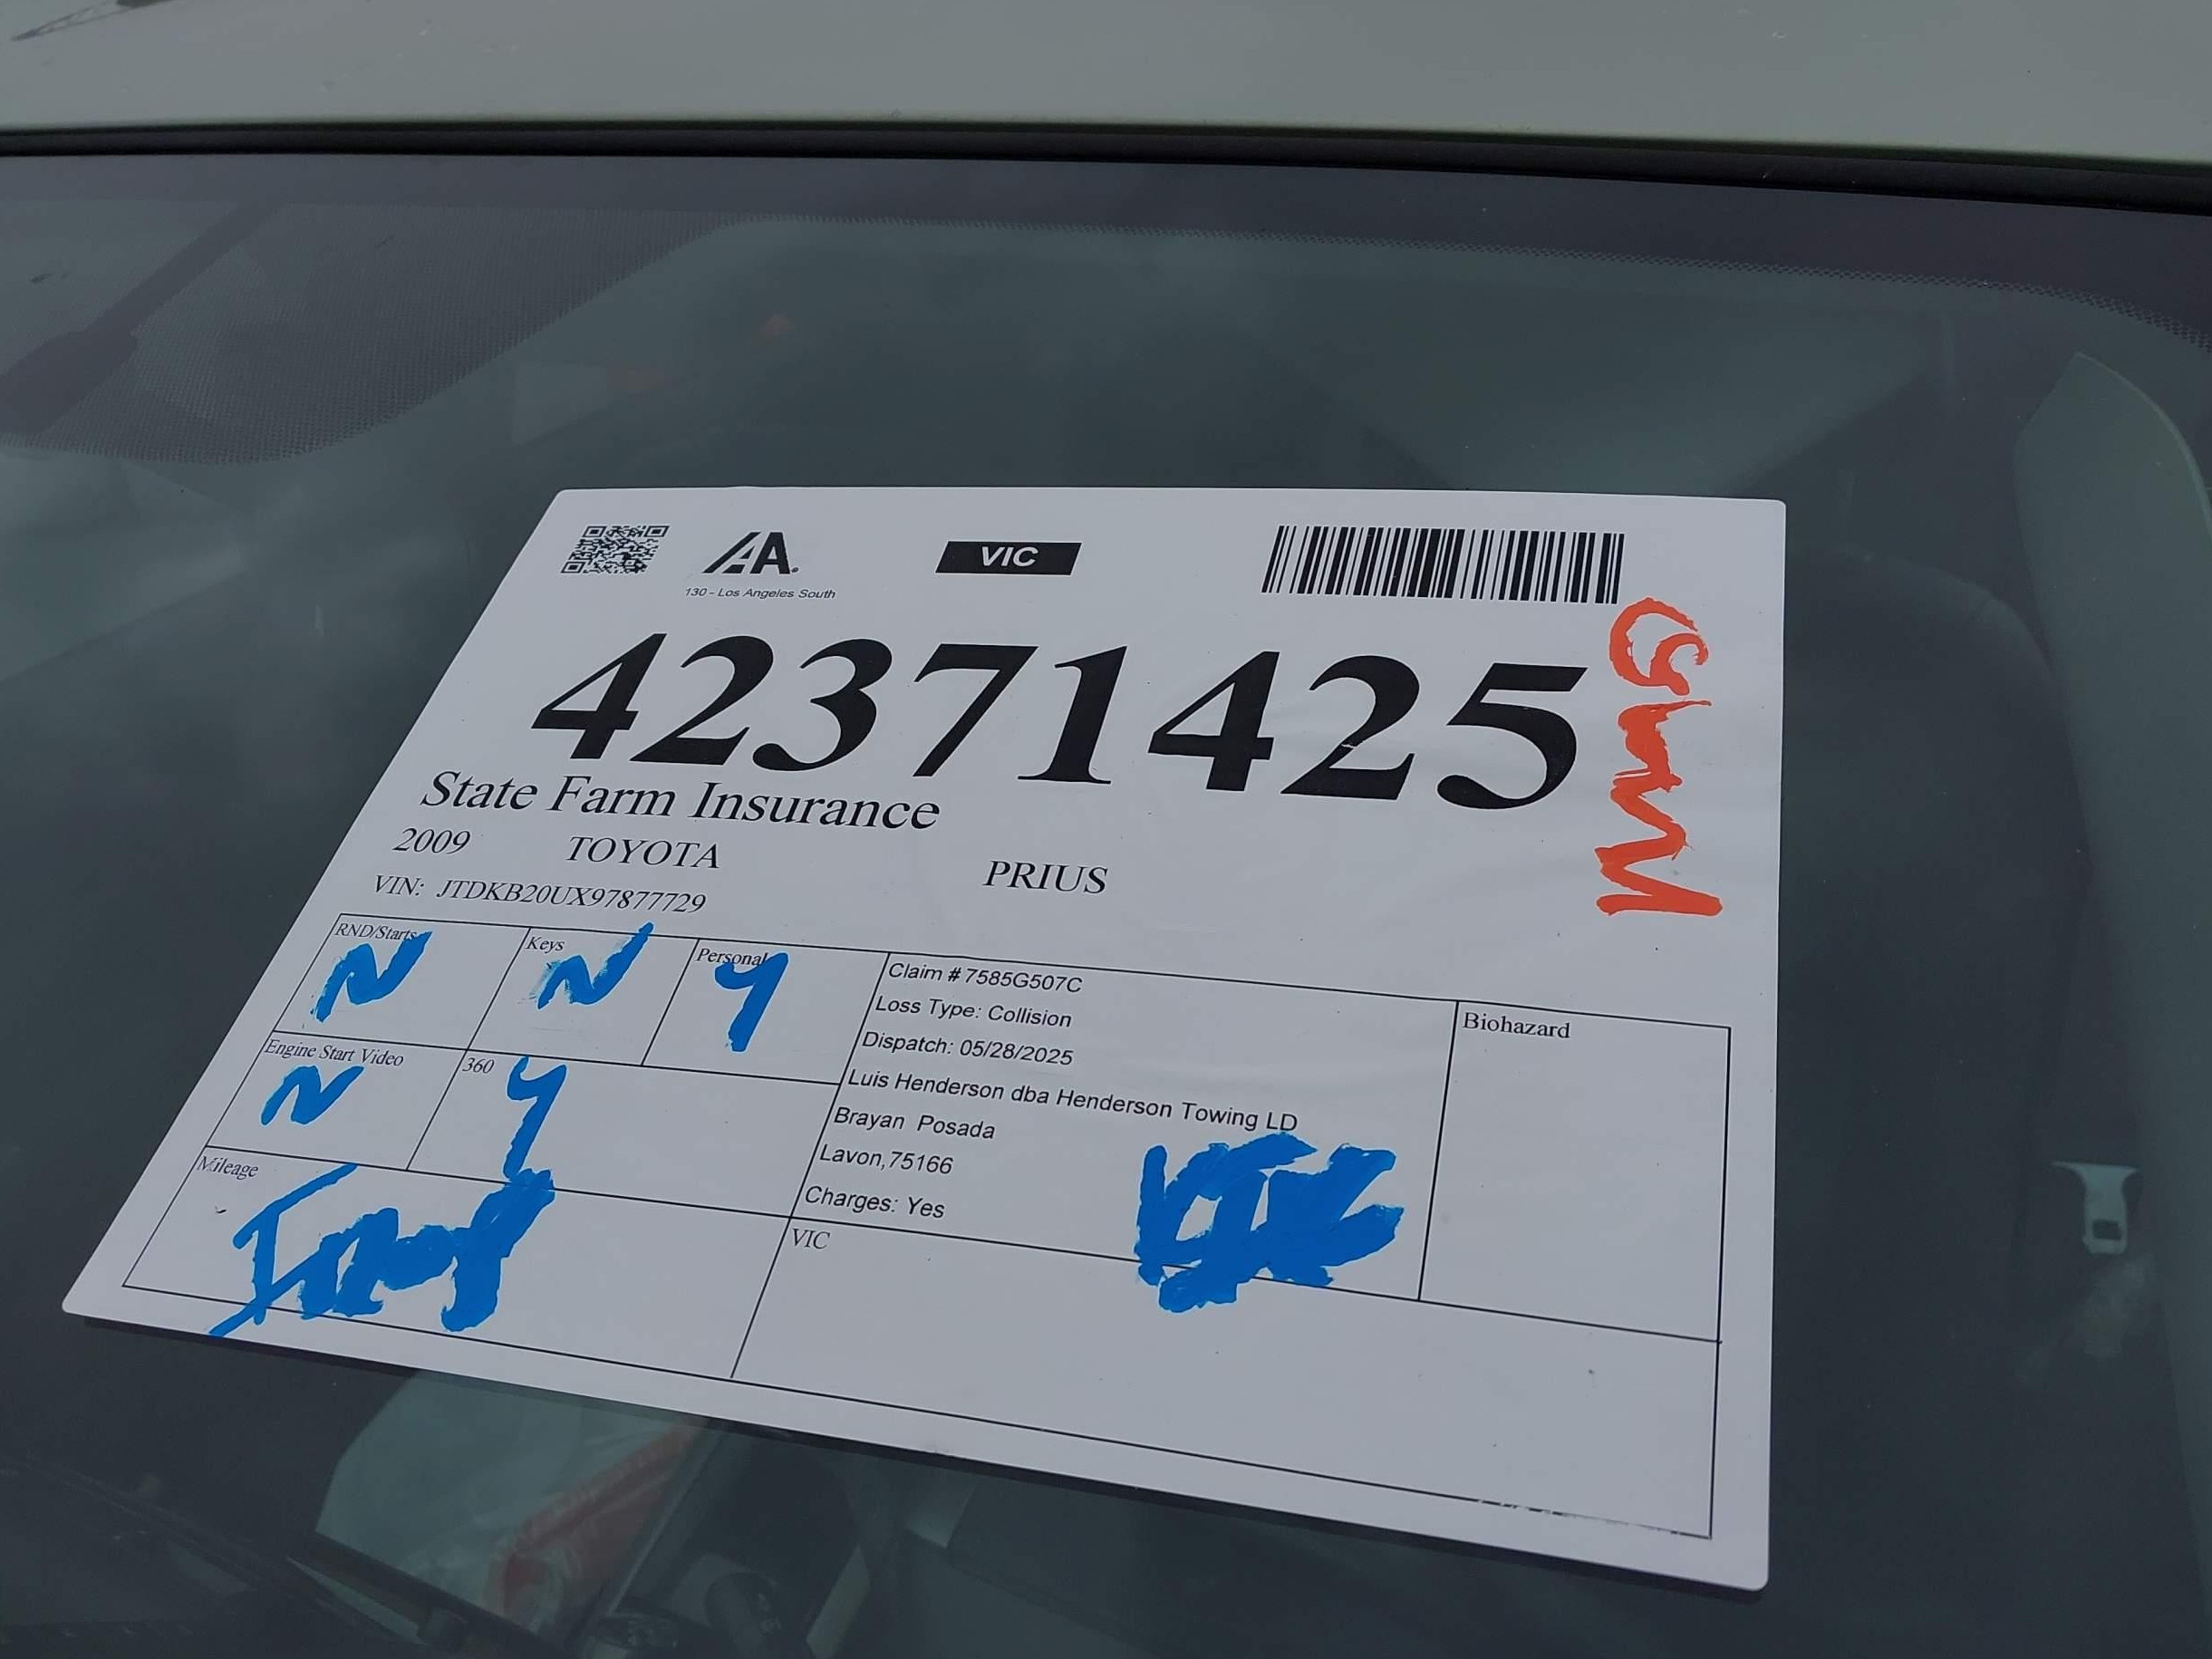 IAA
VIC
130 - Los Angeles South
42371425
State Farm Insurance
2009 TOYOTA PRIUS
VIN: JTDKB20UX97877729
RND/Starts N
Keys N
Personal Y
Engine Start Video N
360 Y
Mileage
Claim # 7585G507C
Loss Type: Collision
Dispatch: 05/28/2025
Luis Henderson dba Henderson Towing LD
Brayan Posada
Lavon,75166
Charges: Yes
Biohazard
VIC